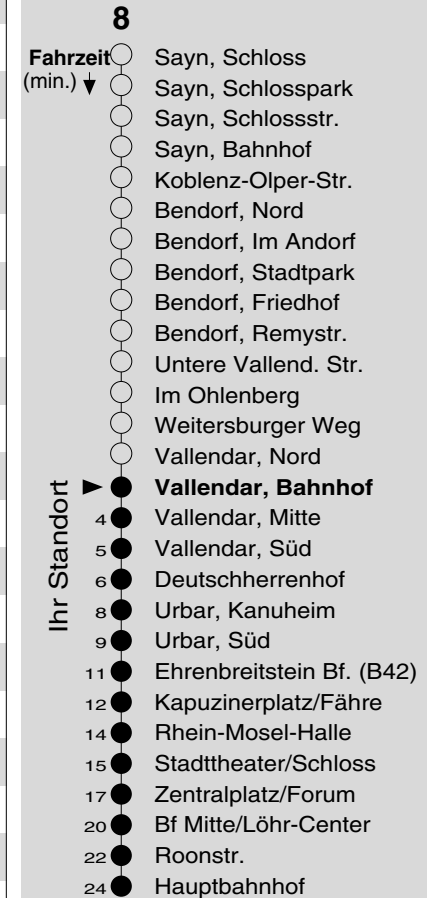 8
Fahrzeit Sayn, Schloss
(min.) Sayn, Schlosspark
Sayn, Schlossstr.
Sayn, Bahnhof
Koblenz-Olper-Str.
Bendorf, Nord
Bendorf, Im Andorf
Bendorf, Stadtpark
Bendorf, Friedhof
Bendorf, Remystr.
Untere Vallend. Str.
Im Ohlenberg
Weitersburger Weg
Vallendar, Nord
Ihr Standort
Vallendar, Bahnhof
4 Vallendar, Mitte
5 Vallendar, Süd
6 Deutschherrenhof
8 Urbar, Kanuheim
9 Urbar, Süd
11 Ehrenbreitstein Bf. (B42)
12 Kapuzinerplatz/Fähre
14 Rhein-Mosel-Halle
15 Stadttheater/Schloss
17 Zentralplatz/Forum
20 Bf Mitte/Löhr-Center
22 Roonstr.
24 Hauptbahnhof